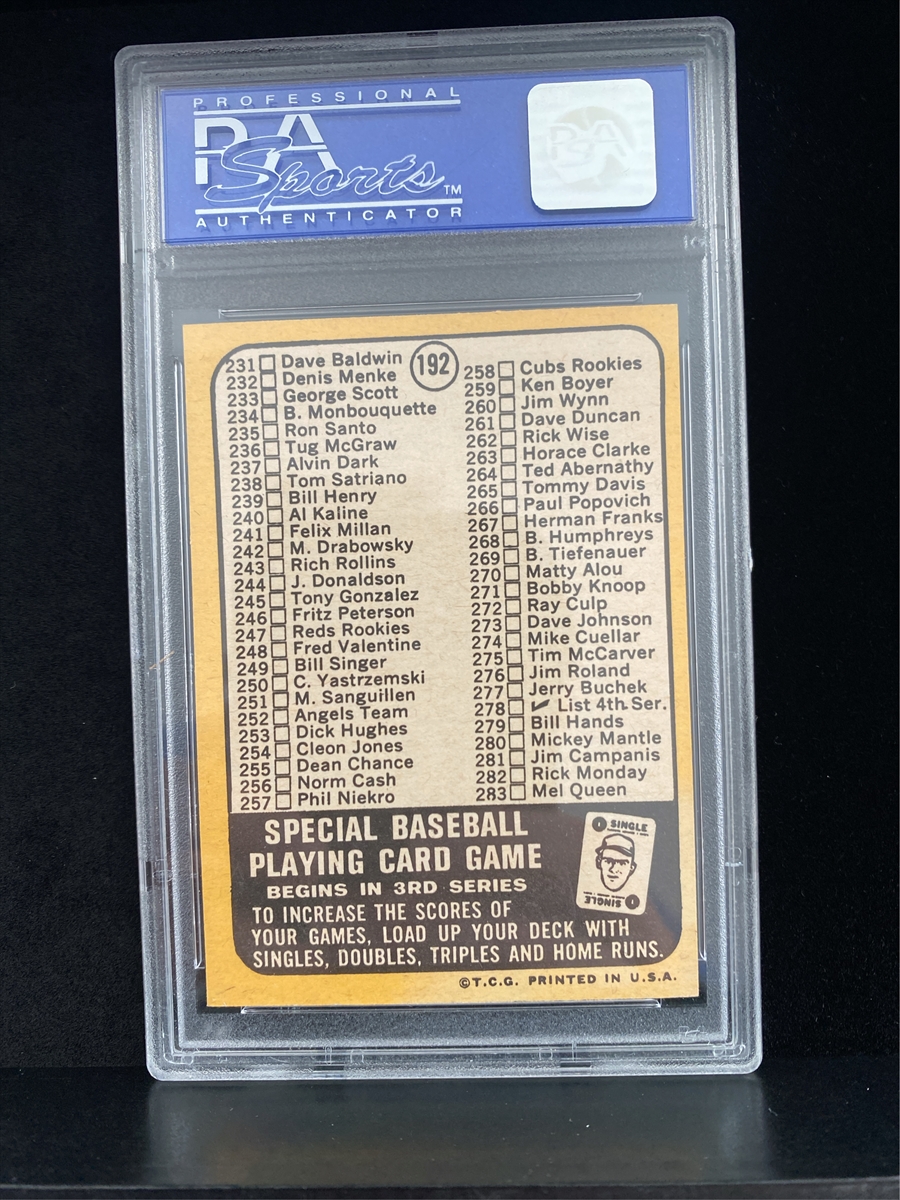 PROFESSIONAL
PSA
Sports™
AUTHENTICATOR
PSA
192
231 Dave Baldwin
232 Denis Menke
233 George Scott
234 B. Monbouquette
235 Ron Santo
236 Tug McGraw
237 Alvin Dark
238 Tom Satriano
239 Bill Henry
240 Al Kaline
241 Felix Millan
242 M. Drabowsky
243 Rich Rollins
244 J. Donaldson
245 Tony Gonzalez
246 Fritz Peterson
247 Reds Rookies
248 Fred Valentine
249 Bill Singer
250 C. Yastrzemski
251 M. Sanguillen
252 Angels Team
253 Dick Hughes
254 Cleon Jones
255 Dean Chance
256 Norm Cash
257 Phil Niekro
258 Cubs Rookies
259 Ken Boyer
260 Jim Wynn
261 Dave Duncan
262 Rick Wise
263 Horace Clarke
264 Ted Abernathy
265 Tommy Davis
266 Paul Popovich
267 Herman Franks
268 B. Humphreys
269 B. Tiefenauer
270 Matty Alou
271 Bobby Knoop
272 Ray Culp
273 Dave Johnson
274 Mike Cuellar
275 Tim McCarver
276 Jim Roland
277 Jerry Buchek
278 ✔ List 4th. Ser.
279 Bill Hands
280 Mickey Mantle
281 Jim Campanis
282 Rick Monday
283 Mel Queen
SPECIAL BASEBALL
PLAYING CARD GAME
BEGINS IN 3RD SERIES
TO INCREASE THE SCORES OF
YOUR GAMES, LOAD UP YOUR DECK WITH
SINGLES, DOUBLES, TRIPLES AND HOME RUNS.
SINGLE
SINGLE
©T.C.G. PRINTED IN U.S.A.